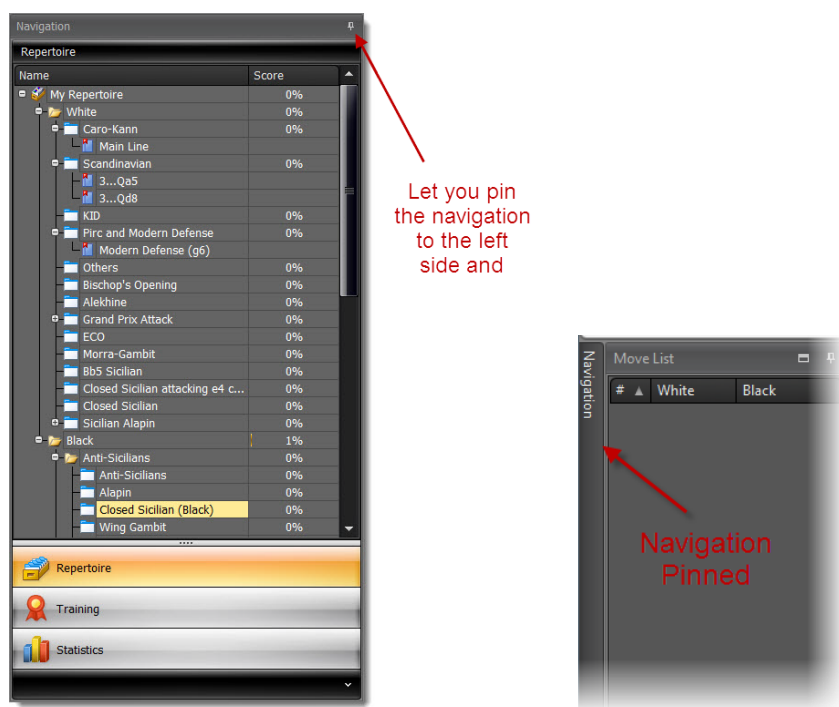 Navigation
Repertoire
Name Score
My Repertoire 0%
White 0%
Caro-Kann 0%
Main Line
Scandinavian 0%
3...Qa5
3...Qd8
KID 0%
Pirc and Modern Defense 0%
Modern Defense (g6)
Others 0%
Bischop's Opening 0%
Alekhine 0%
Grand Prix Attack 0%
ECO 0%
Morra-Gambit 0%
Bb5 Sicilian 0%
Closed Sicilian attacking e4 c... 0%
Closed Sicilian 0%
Sicilian Alapin 0%
Black 1%
Anti-Sicilians 0%
Anti-Sicilians 0%
Alapin 0%
Closed Sicilian (Black) 0%
Wing Gambit 0%
Repertoire
Training
Statistics
Let you pin
the navigation
to the left
side and
Navigation
Move List
# White Black
Navigation
Pinned